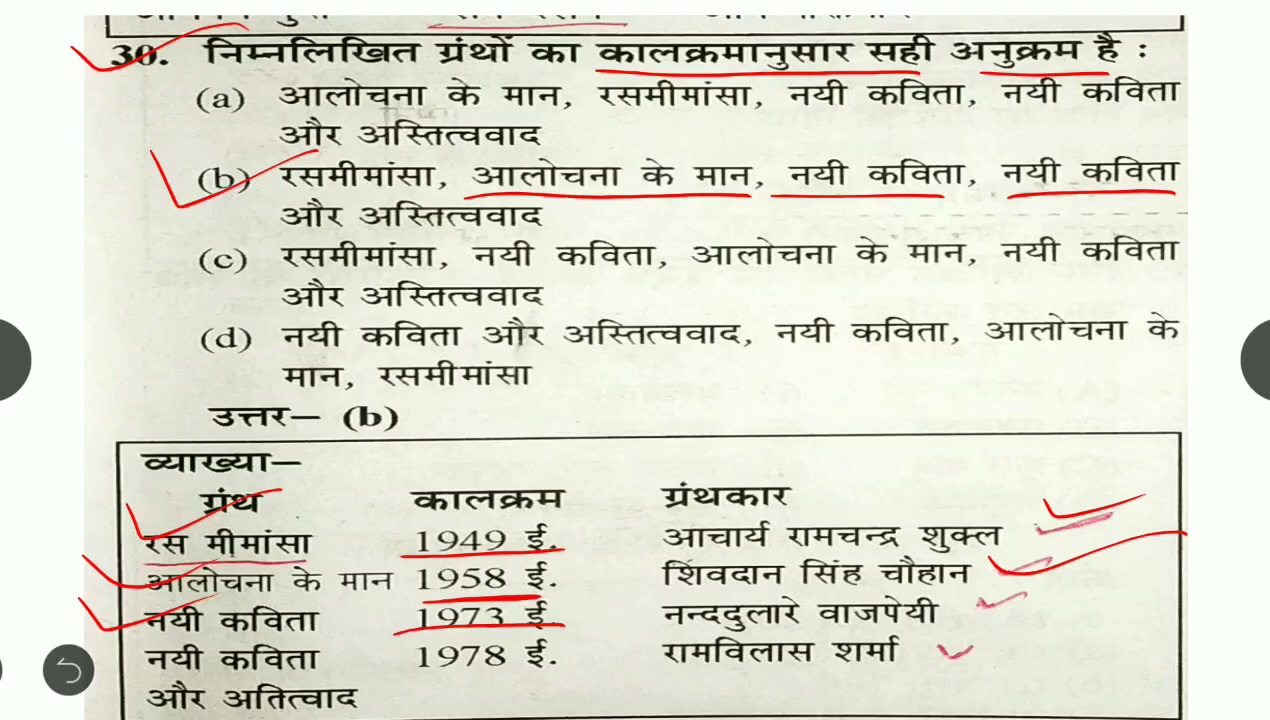 30. निम्नलिखित ग्रंथों का कालक्रमानुसार सही अनुक्रम है :
(a) आलोचना के मान, रसमीमांसा, नयी कविता, नयी कविता
और अस्तित्ववाद
(b) रसमीमांसा, आलोचना के मान, नयी कविता, नयी कविता
और अस्तित्ववाद
(c) रसमीमांसा, नयी कविता, आलोचना के मान, नयी कविता
और अस्तित्ववाद
(d) नयी कविता और अस्तित्ववाद, नयी कविता, आलोचना के
मान, रसमीमांसा
उत्तर– (b)
व्याख्या–
ग्रंथ कालक्रम ग्रंथकार
रस मीमांसा 1949 ई. आचार्य रामचन्द्र शुक्ल
आलोचना के मान 1958 ई. शिवदान सिंह चौहान
नयी कविता 1973 ई. नन्ददुलारे वाजपेयी
नयी कविता 1978 ई. रामविलास शर्मा
और अतित्वाद